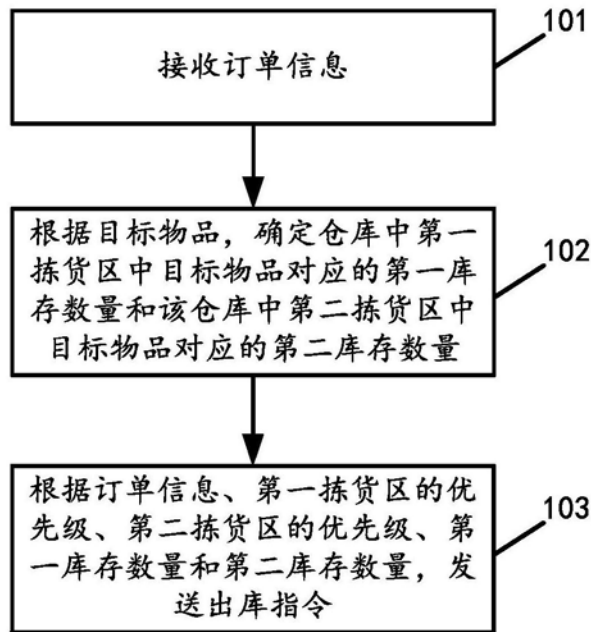 接收订单信息
101
根据目标物品，确定仓库中第一
拣货区中目标物品对应的第一库
存数量和该仓库中第二拣货区中
目标物品对应的第二库存数量
102
根据订单信息、第一拣货区的优
先级、第二拣货区的优先级、第
一库存数量和第二库存数量，发
送出库指令
103